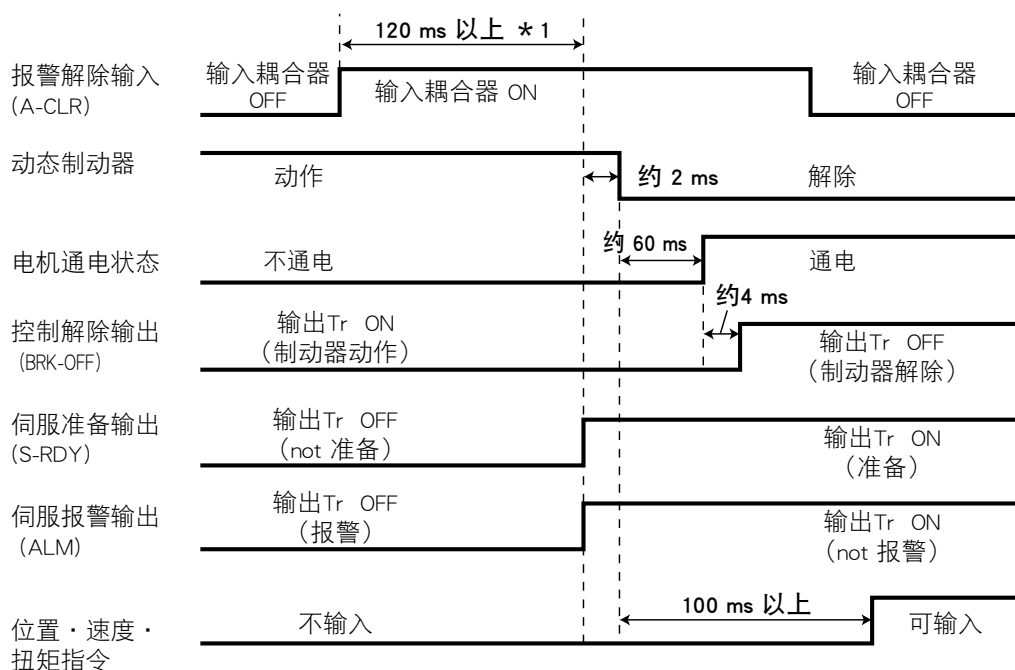 120 ms 以上 *1
报警解除输入
(A-CLR)
输入耦合器
OFF
输入耦合器 ON
输入耦合器
OFF
动态制动器
动作
约 2 ms
解除
电机通电状态
不通电
约 60 ms
通电
约4 ms
控制解除输出
(BRK-OFF)
输出Tr ON
(制动器动作)
输出Tr OFF
(制动器解除)
伺服准备输出
(S-RDY)
输出Tr OFF
(not 准备)
输出Tr ON
(准备)
伺服报警输出
(ALM)
输出Tr OFF
(报警)
输出Tr ON
(not 报警)
100 ms 以上
位置·速度·
扭矩指令
不输入
可输入